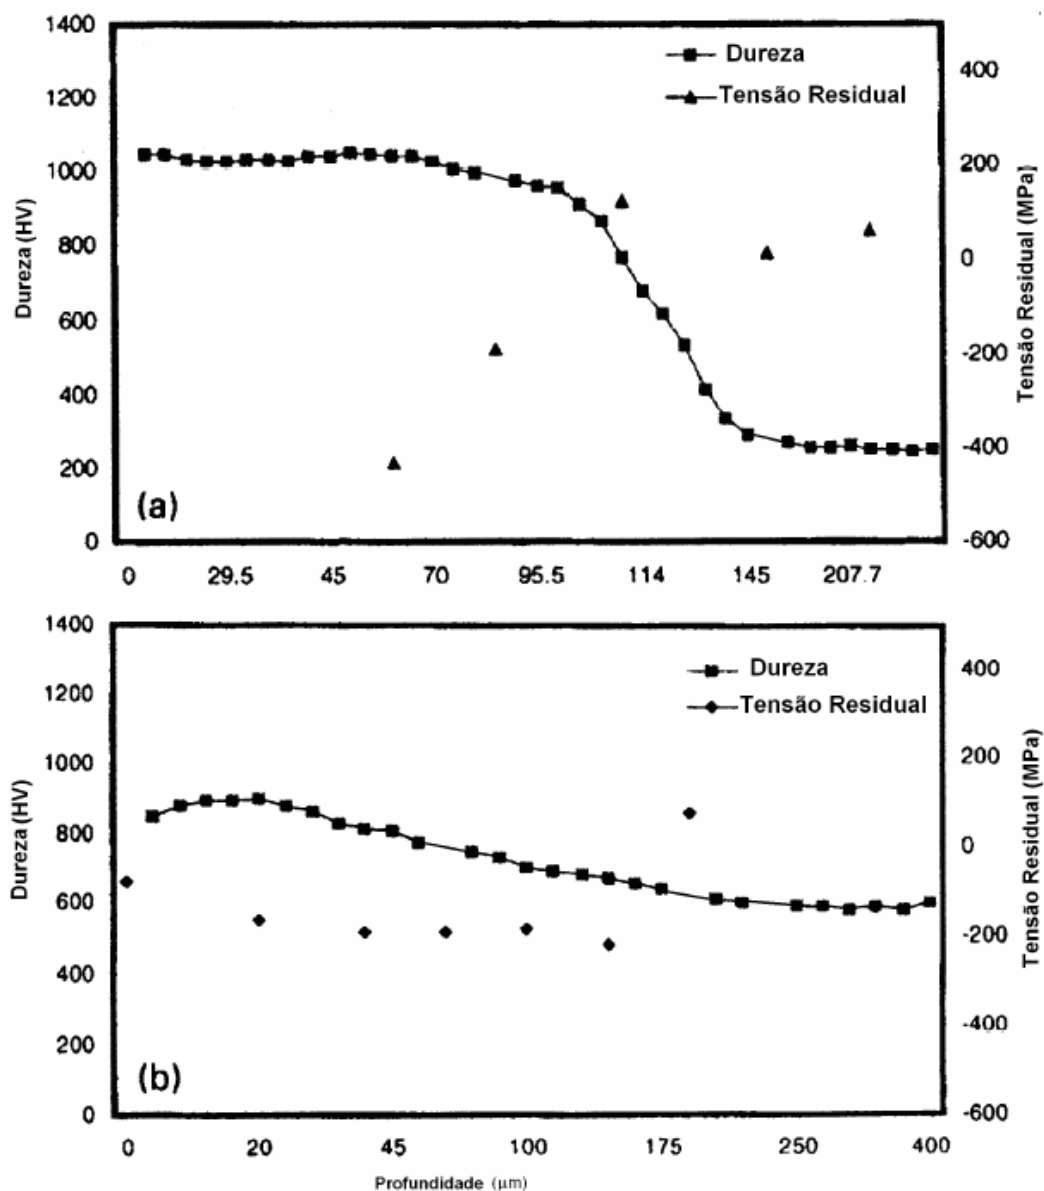 1400
1200
1000
800
600
400
200
0
Dureza (HV)
Dureza
Tensão Residual
400
200
0
-200
-400
-600
Tensão Residual (MPa)
(a)
0 29.5 45 70 95.5 114 145 207.7
1400
1200
1000
800
600
400
200
0
Dureza (HV)
Dureza
Tensão Residual
400
200
0
-200
-400
-600
Tensão Residual (MPa)
(b)
0 20 45 100 175 250 400
Profundidade (μm)